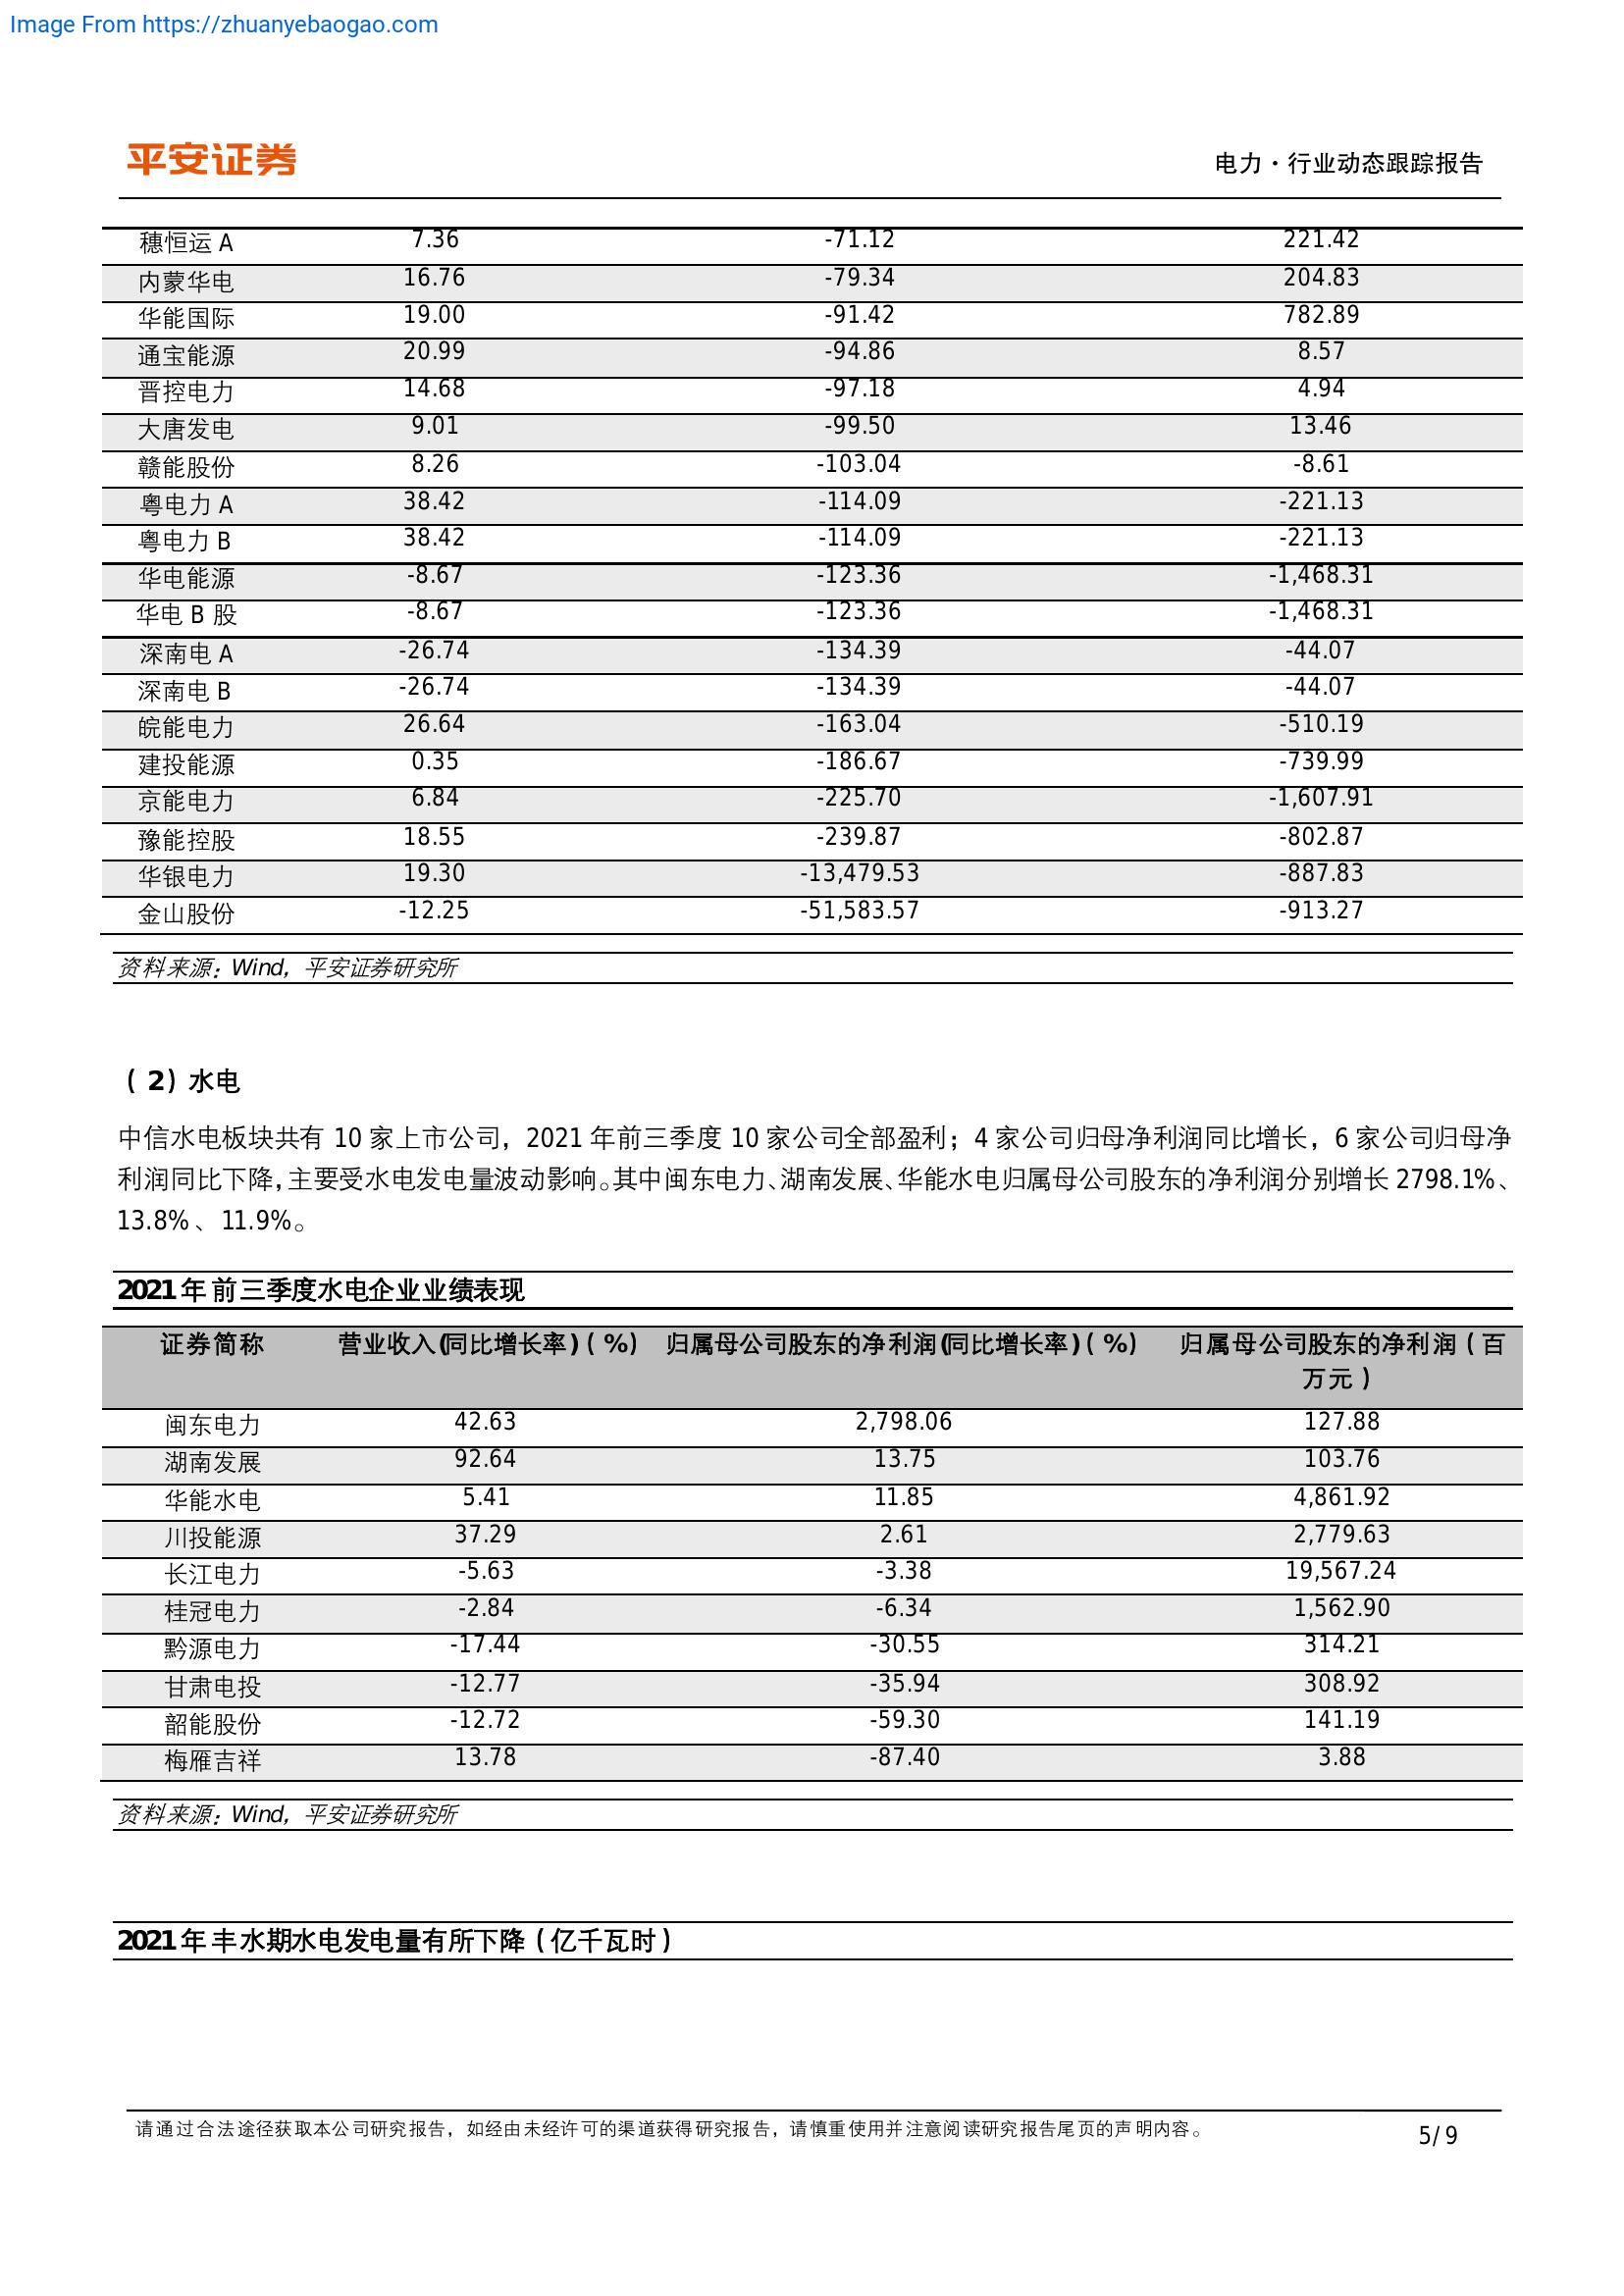 Image From https://zhuanyebaogao.com
平安证券
电力·行业动态跟踪报告
穗恒运 A 7.36 -71.12 221.42
内蒙华电 16.76 -79.34 204.83
华能国际 19.00 -91.42 782.89
通宝能源 20.99 -94.86 8.57
晋控电力 14.68 -97.18 4.94
大唐发电 9.01 -99.50 13.46
赣能股份 8.26 -103.04 -8.61
粤电力 A 38.42 -114.09 -221.13
粤电力 B 38.42 -114.09 -221.13
华电能源 -8.67 -123.36 -1,468.31
华电 B 股 -8.67 -123.36 -1,468.31
深南电 A -26.74 -134.39 -44.07
深南电 B -26.74 -134.39 -44.07
皖能电力 26.64 -163.04 -510.19
建投能源 0.35 -186.67 -739.99
京能电力 6.84 -225.70 -1,607.91
豫能控股 18.55 -239.87 -802.87
华银电力 19.30 -13,479.53 -887.83
金山股份 -12.25 -51,583.57 -913.27
资料来源：Wind，平安证券研究所
（2）水电
中信水电板块共有 10 家上市公司，2021 年前三季度 10 家公司全部盈利；4 家公司归母净利润同比增长，6 家公司归母净
利润同比下降，主要受水电发电量波动影响。其中闽东电力、湖南发展、华能水电归属母公司股东的净利润分别增长 2798.1%、
13.8%、11.9%。
2021 年前三季度水电企业业绩表现
证券简称 营业收入(同比增长率)（%） 归属母公司股东的净利润(同比增长率)（%） 归属母公司股东的净利润（百
万元）
闽东电力 42.63 2,798.06 127.88
湖南发展 92.64 13.75 103.76
华能水电 5.41 11.85 4,861.92
川投能源 37.29 2.61 2,779.63
长江电力 -5.63 -3.38 19,567.24
桂冠电力 -2.84 -6.34 1,562.90
黔源电力 -17.44 -30.55 314.21
甘肃电投 -12.77 -35.94 308.92
韶能股份 -12.72 -59.30 141.19
梅雁吉祥 13.78 -87.40 3.88
资料来源：Wind，平安证券研究所
2021 年丰水期水电发电量有所下降（亿千瓦时）
请通过合法途径获取本公司研究报告，如经由未经许可的渠道获得研究报告，请慎重使用并注意阅读研究报告尾页的声明内容。
5/ 9